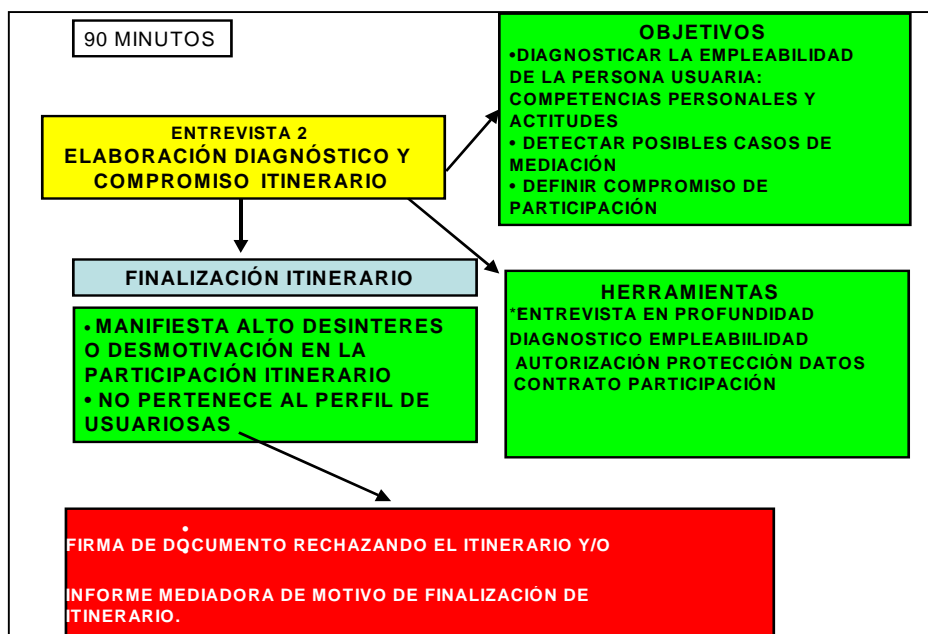 90 MINUTOS
OBJETIVOS
•DIAGNOSTICAR LA EMPLEABILIDAD
DE LA PERSONA USUARIA:
COMPETENCIAS PERSONALES Y
ACTITUDES
• DETECTAR POSIBLES CASOS DE
MEDIACIÓN
• DEFINIR COMPROMISO DE
PARTICIPACIÓN
ENTREVISTA 2
ELABORACIÓN DIAGNÓSTICO Y
COMPROMISO ITINERARIO
FINALIZACIÓN ITINERARIO
• MANIFIESTA ALTO DESINTERES
O DESMOTIVACIÓN EN LA
PARTICIPACIÓN ITINERARIO
• NO PERTENECE AL PERFIL DE
USUARIOSAS
HERRAMIENTAS
*ENTREVISTA EN PROFUNDIDAD
DIAGNOSTICO EMPLEABIILIDAD
AUTORIZACIÓN PROTECCIÓN DATOS
CONTRATO PARTICIPACIÓN
FIRMA DE DOCUMENTO RECHAZANDO EL ITINERARIO Y/O
INFORME MEDIADORA DE MOTIVO DE FINALIZACIÓN DE
ITINERARIO.